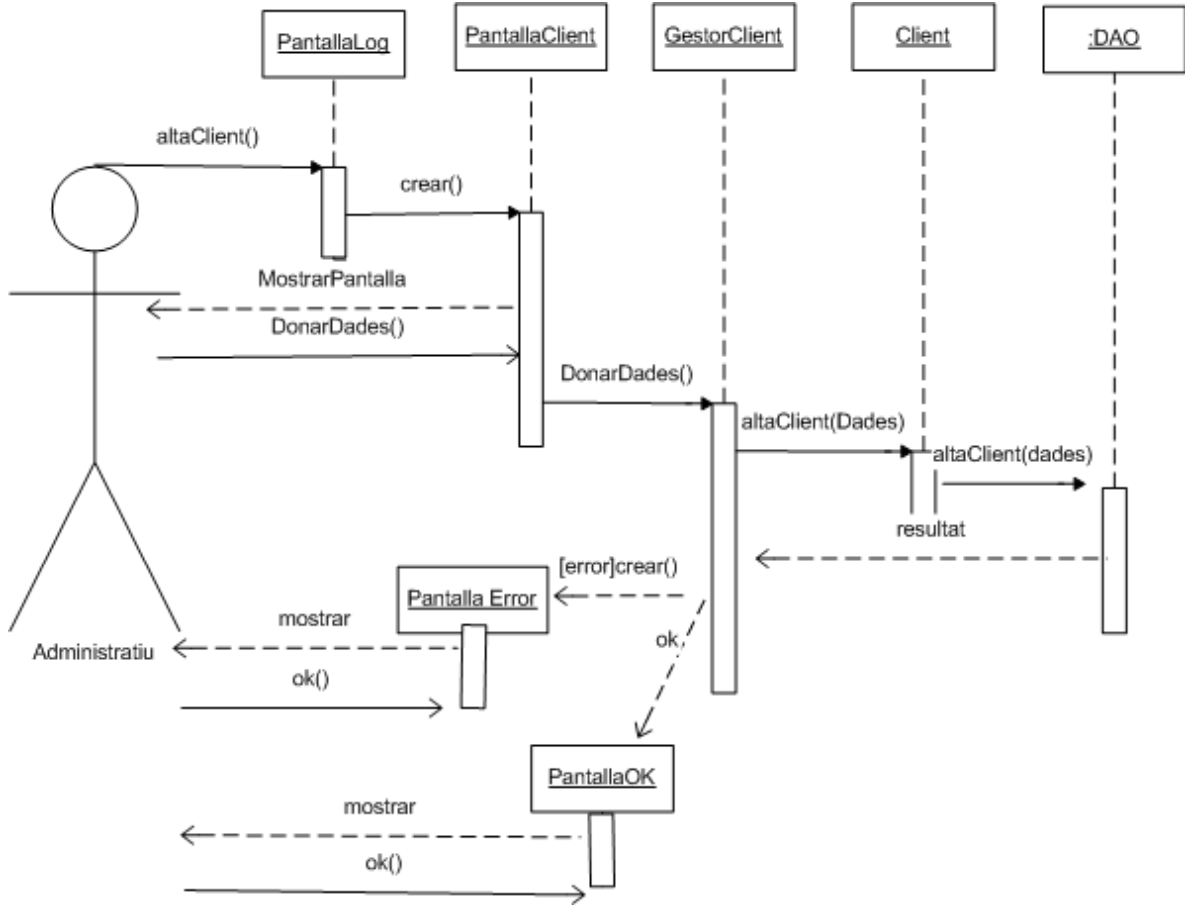 PantallaLog
PantallaClient
GestorClient
Client
:DAO
altaClient()
crear()
MostrarPantalla
DonarDades()
DonarDades()
altaClient(Dades)
altaClient(dades)
resultat
[error]crear()
Pantalla Error
mostrar
ok
Administratiu
ok()
PantallaOK
mostrar
ok()